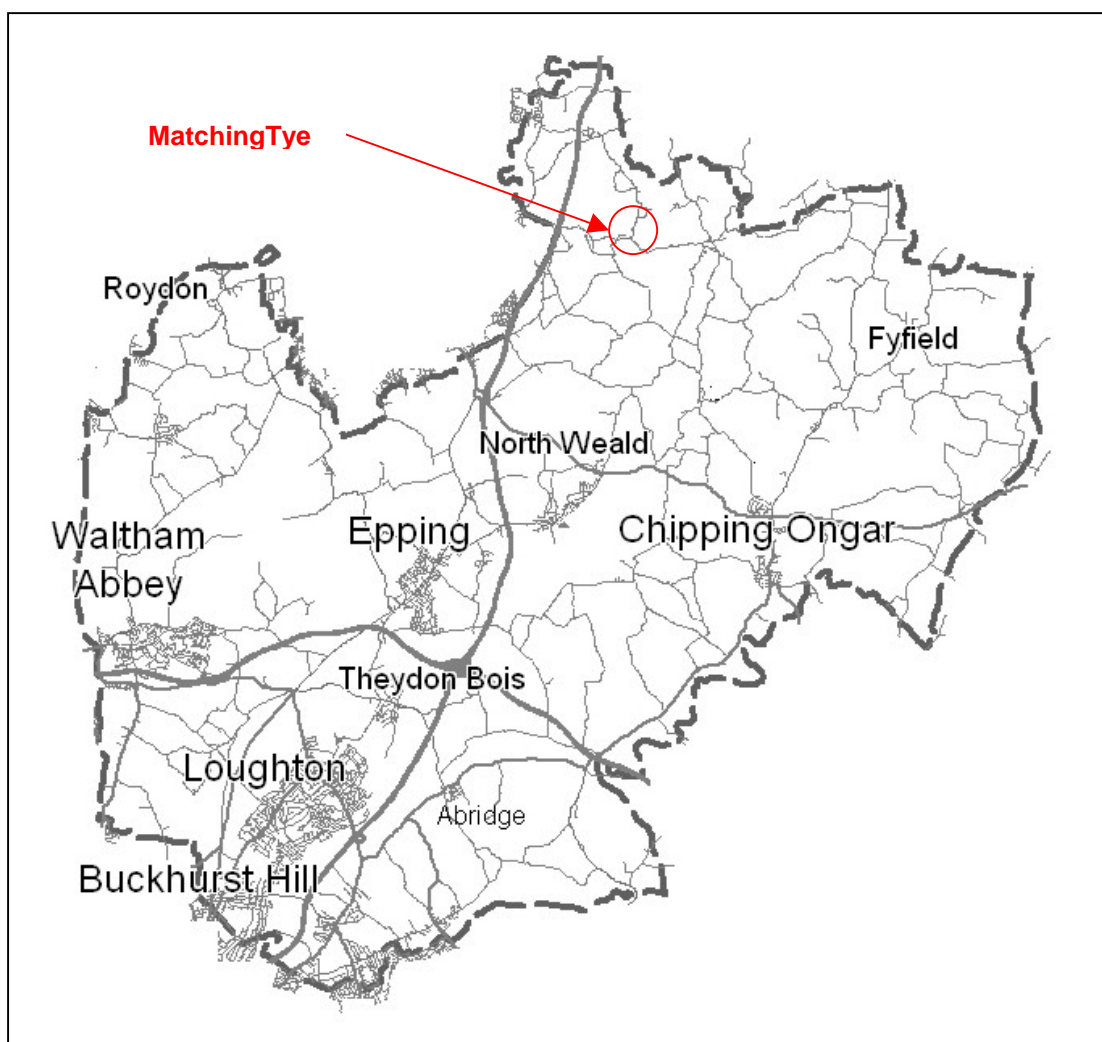 MatchingTye
Roydon
Fyfield
North Weald
Waltham
Abbey
Epping
Chipping Ongar
Theydon Bois
Loughton
Abridge
Buckhurst Hill